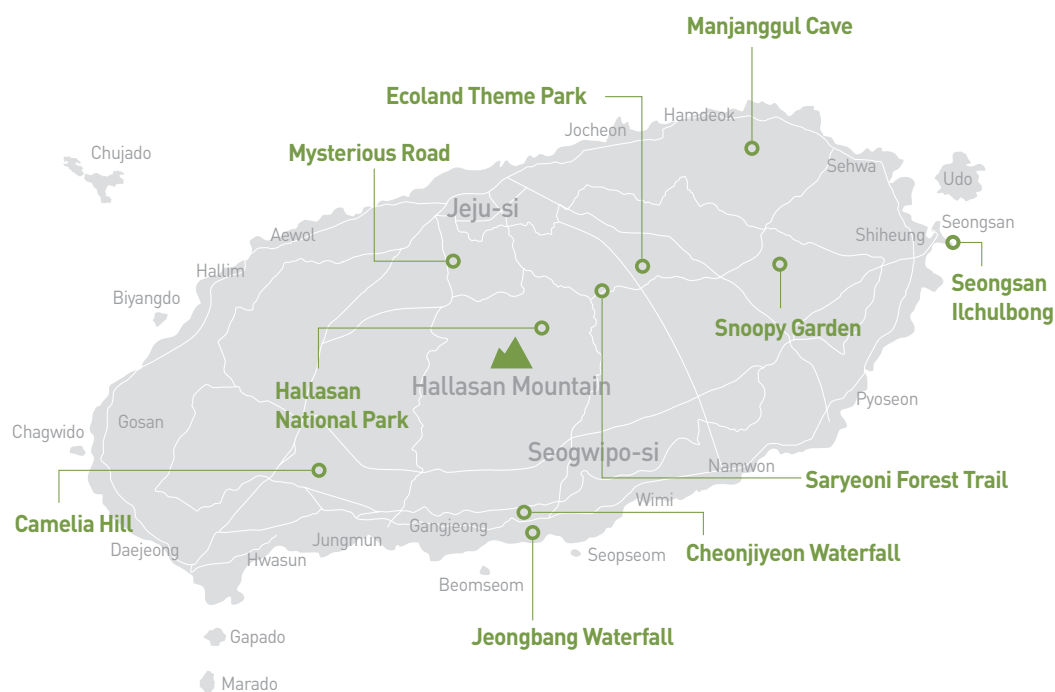 Manjanggul Cave
Ecoland Theme Park
Hamdeok
Jocheon
Chujado
Mysterious Road
Sehwa
Udo
Jeju-si
Seongsan
Aewol
Shiheung
Hallim
Seongsan
Ilchulbong
Biyangdo
Snoopy Garden
Hallasan Mountain
Hallasan
National Park
Pyoseon
Gosan
Chagwido
Seogwipo-si
Namwon
Saryeoni Forest Trail
Wimi
Camelia Hill
Gangjeong
Jungmun
Daejeong
Hwasun
Cheonjiyeon Waterfall
Seopseom
Beomseom
Jeongbang Waterfall
Gapado
Marado